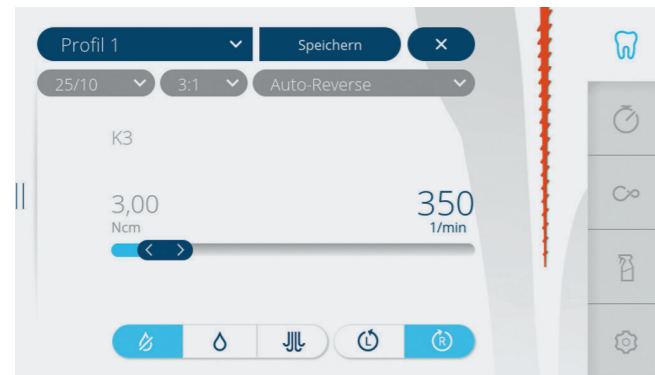 Profil 1 Speichern ×
25/10 3:1 Auto-Reverse
K3
3,00 350
Ncm 1/min
L R